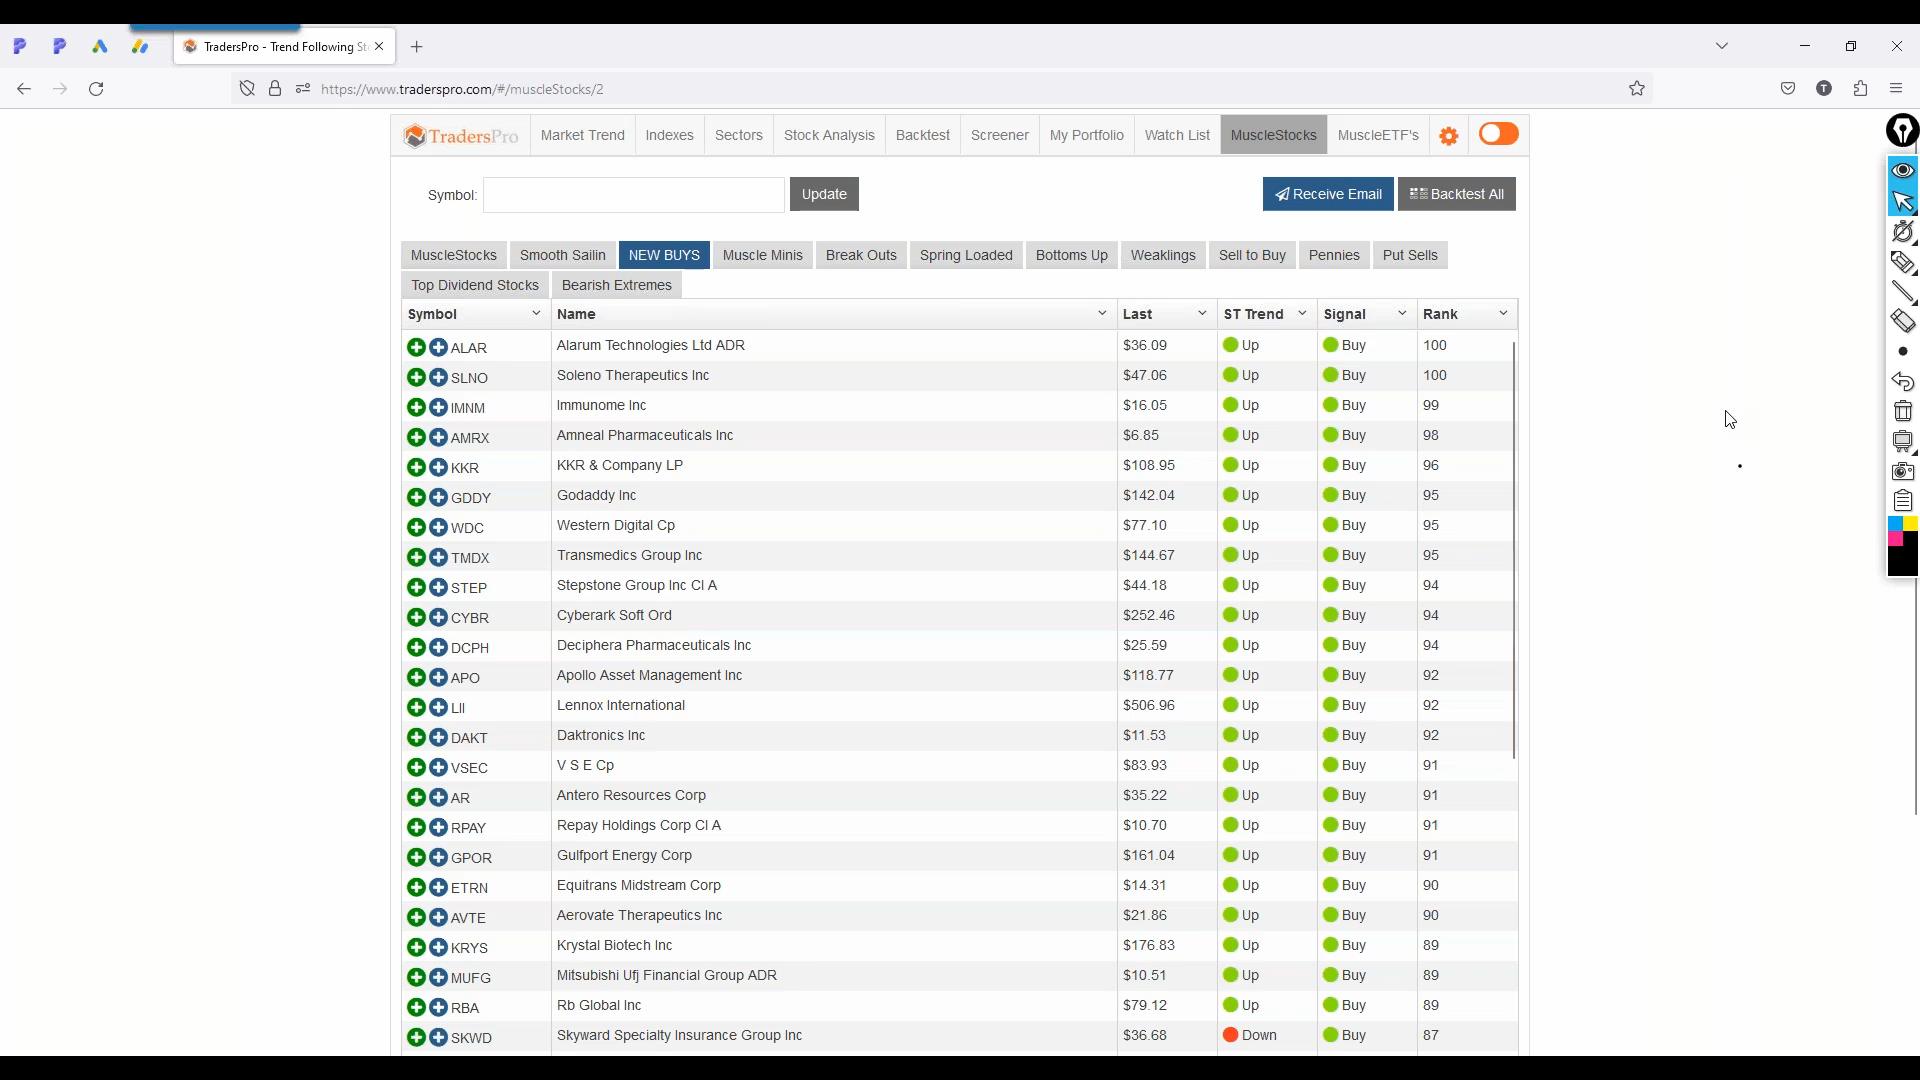 TradersPro - Trend Following St
https://www.traderspro.com/#/muscleStocks/2
T
TradersPro Market Trend Indexes Sectors Stock Analysis Backtest Screener My Portfolio Watch List MuscleStocks MuscleETF's
Symbol: Update Receive Email Backtest All
MuscleStocks Smooth Sailin NEW BUYS Muscle Minis Break Outs Spring Loaded Bottoms Up Weaklings Sell to Buy Pennies Put Sells
Top Dividend Stocks Bearish Extremes
Symbol Name Last ST Trend Signal Rank
ALAR Alarum Technologies Ltd ADR $36.09 Up Buy 100
SLNO Soleno Therapeutics Inc $47.06 Up Buy 100
IMNM Immunome Inc $16.05 Up Buy 99
AMRX Amneal Pharmaceuticals Inc $6.85 Up Buy 98
KKR KKR & Company LP $108.95 Up Buy 96
GDDY Godaddy Inc $142.04 Up Buy 95
WDC Western Digital Cp $77.10 Up Buy 95
TMDX Transmedics Group Inc $144.67 Up Buy 95
STEP Stepstone Group Inc Cl A $44.18 Up Buy 94
CYBR Cyberark Soft Ord $252.46 Up Buy 94
DCPH Deciphera Pharmaceuticals Inc $25.59 Up Buy 94
APO Apollo Asset Management Inc $118.77 Up Buy 92
LII Lennox International $506.96 Up Buy 92
DAKT Daktronics Inc $11.53 Up Buy 92
VSEC V S E Cp $83.93 Up Buy 91
AR Antero Resources Corp $35.22 Up Buy 91
RPAY Repay Holdings Corp Cl A $10.70 Up Buy 91
GPOR Gulfport Energy Corp $161.04 Up Buy 91
ETRN Equitrans Midstream Corp $14.31 Up Buy 90
AVTE Aerovate Therapeutics Inc $21.86 Up Buy 90
KRYS Krystal Biotech Inc $176.83 Up Buy 89
MUFG Mitsubishi Ufj Financial Group ADR $10.51 Up Buy 89
RBA Rb Global Inc $79.12 Up Buy 89
SKWD Skyward Specialty Insurance Group Inc $36.68 Down Buy 87